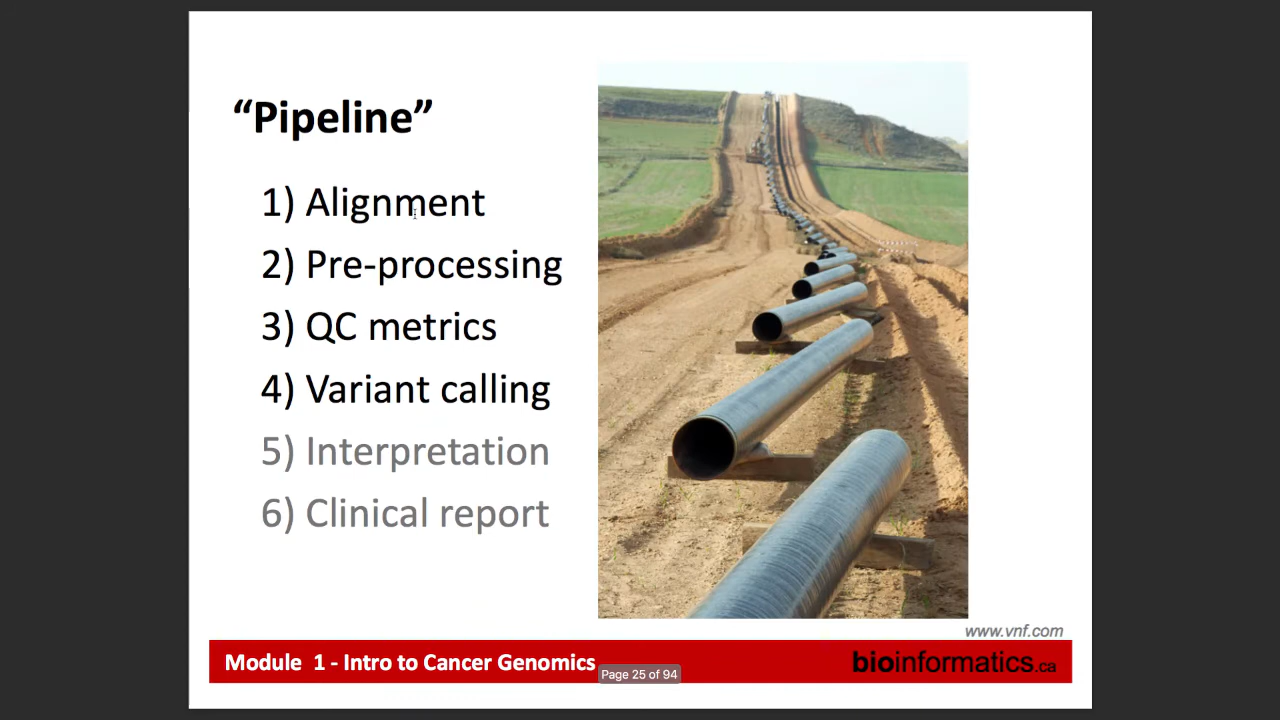 “Pipeline”
1) Alignment
2) Pre-processing
3) QC metrics
4) Variant calling
5) Interpretation
6) Clinical report
www.vnf.com
Module 1 - Intro to Cancer Genomics
bioinformatics.ca
Page 25 of 94